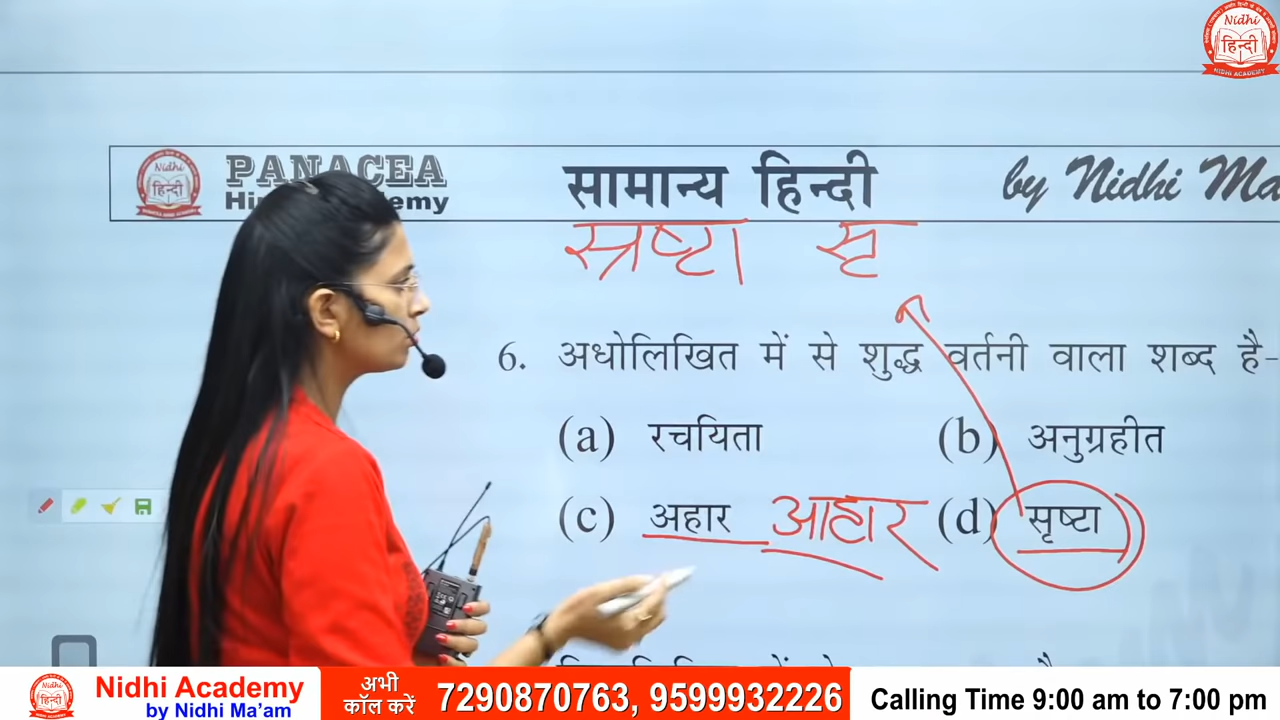 Nidhi
हिन्दी
NIDHI ACADEMY
Nidhi
हिन्दी
PANACEA
सामान्य हिन्दी
by Nidhi Ma
स्रष्टा सृ
6. अधोलिखित में से शुद्ध वर्तनी वाला शब्द है-
(a) रचयिता (b) अनुग्रहीत
(c) अहार आहार (d) सृष्टा
Nidhi Academy
by Nidhi Ma'am
अभी
कॉल करें
7290870763, 9599932226
Calling Time 9:00 am to 7:00 pm